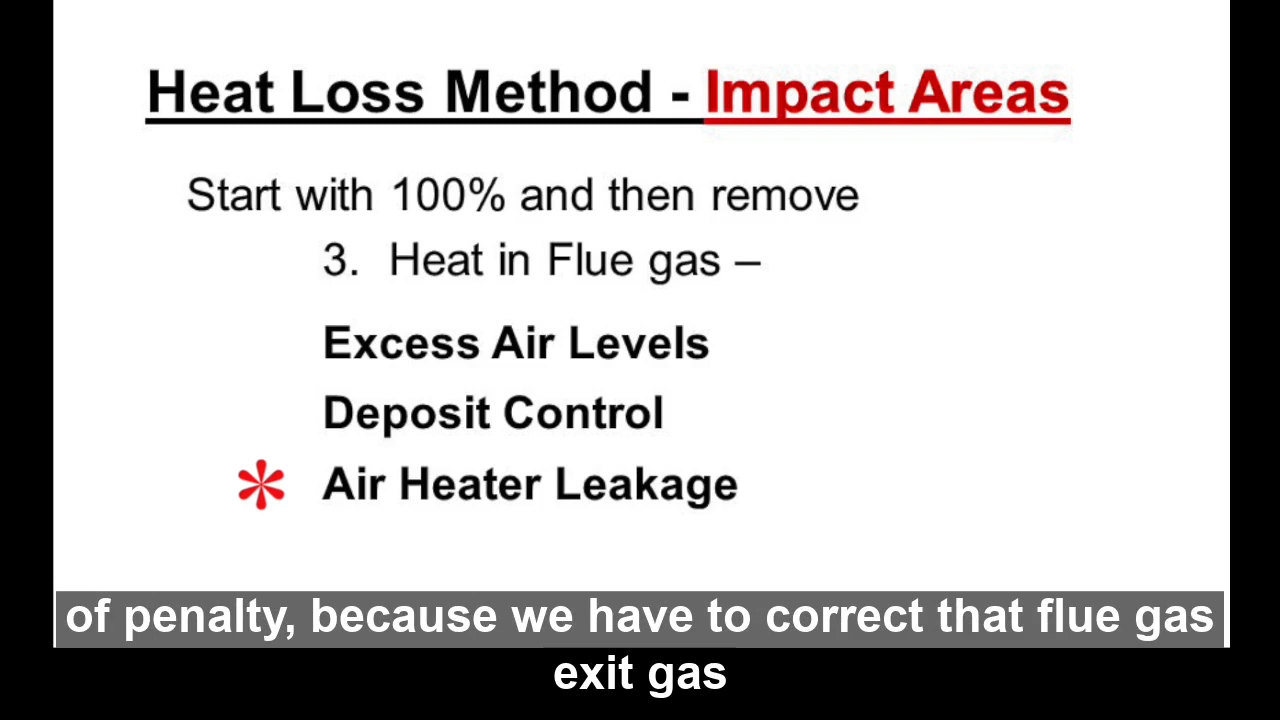 Heat Loss Method - Impact Areas
Start with 100% and then remove
3. Heat in Flue gas –
Excess Air Levels
Deposit Control
* Air Heater Leakage
of penalty, because we have to correct that flue gas
exit gas